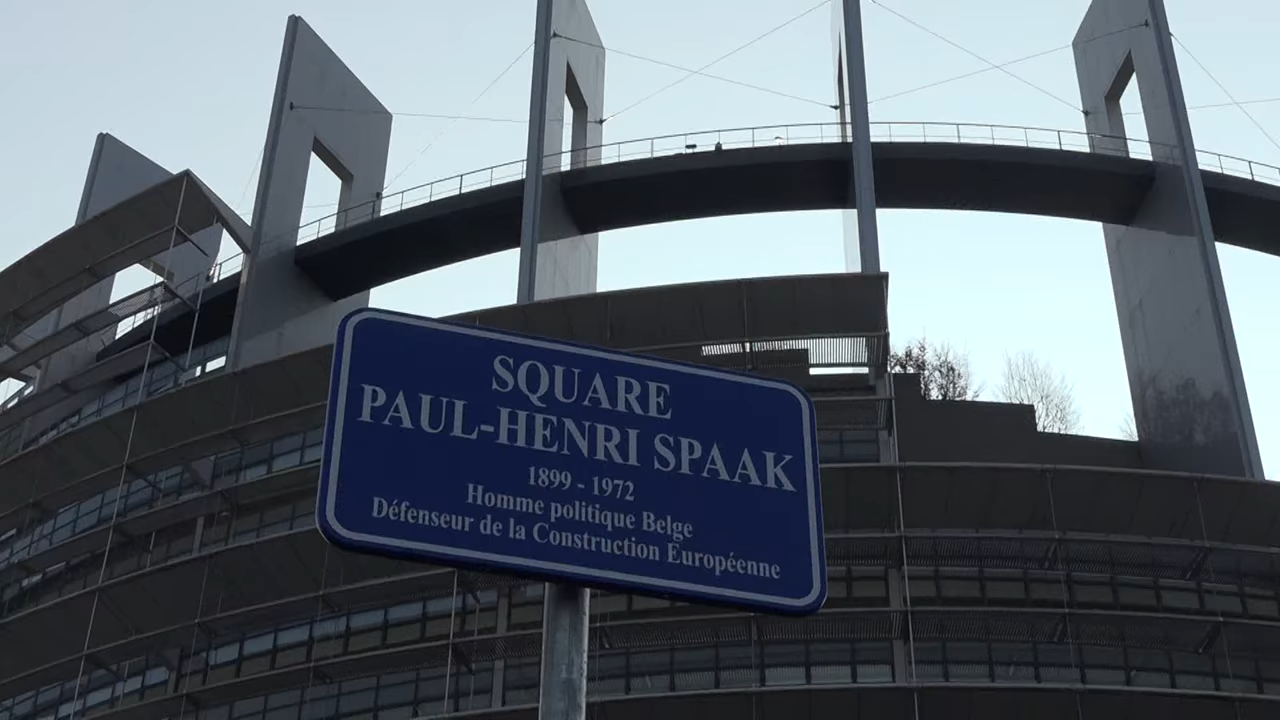 SQUARE
PAUL-HENRI SPAAK
1899 - 1972
Homme politique Belge
Défenseur de la Construction Européenne